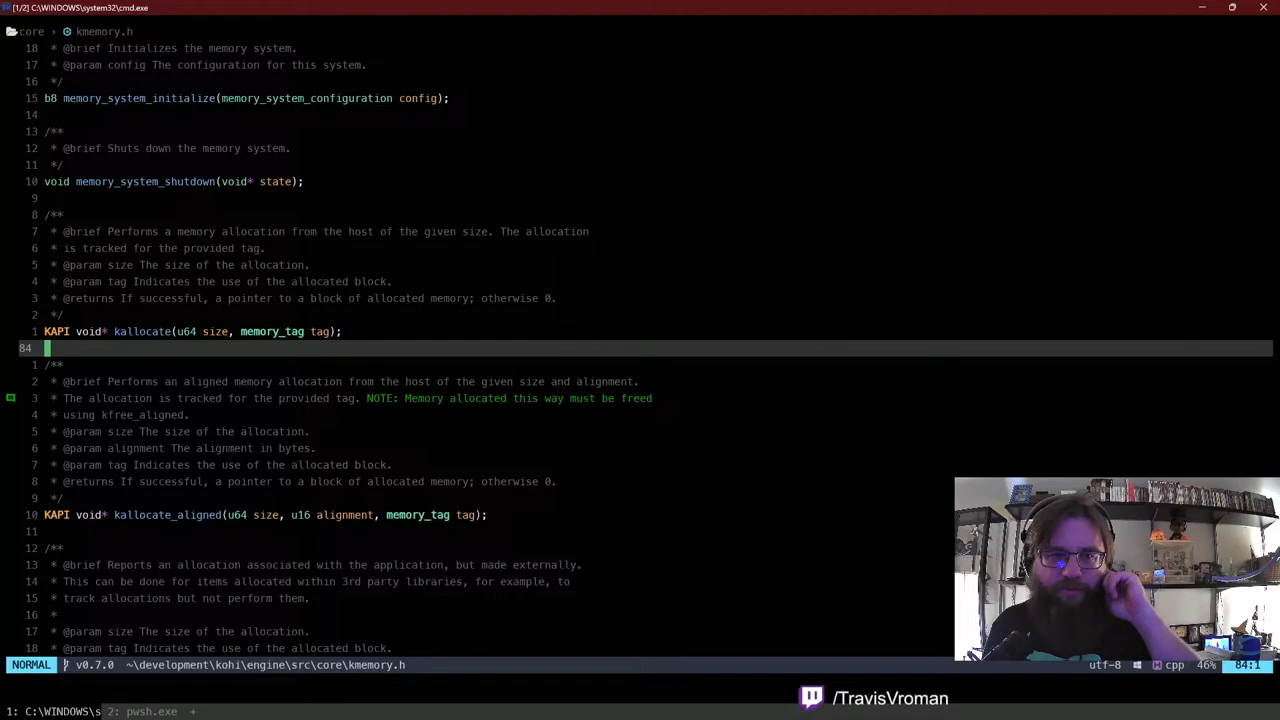 [1/2] C:\WINDOWS\system32\cmd.exe
core › kmemory.h
18 * @brief Initializes the memory system.
17 * @param config The configuration for this system.
16 */
15 b8 memory_system_initialize(memory_system_configuration config);
14
13 /**
12 * @brief Shuts down the memory system.
11 */
10 void memory_system_shutdown(void* state);
9
8 /**
7 * @brief Performs a memory allocation from the host of the given size. The allocation
6 * is tracked for the provided tag.
5 * @param size The size of the allocation.
4 * @param tag Indicates the use of the allocated block.
3 * @returns If successful, a pointer to a block of allocated memory; otherwise 0.
2 */
1 KAPI void* kallocate(u64 size, memory_tag tag);
84
1 /**
2 * @brief Performs an aligned memory allocation from the host of the given size and alignment.
3 * The allocation is tracked for the provided tag. NOTE: Memory allocated this way must be freed
4 * using kfree_aligned.
5 * @param size The size of the allocation.
6 * @param alignment The alignment in bytes.
7 * @param tag Indicates the use of the allocated block.
8 * @returns If successful, a pointer to a block of allocated memory; otherwise 0.
9 */
10 KAPI void* kallocate_aligned(u64 size, u16 alignment, memory_tag tag);
11
12 /**
13 * @brief Reports an allocation associated with the application, but made externally.
14 * This can be done for items allocated within 3rd party libraries, for example, to
15 * track allocations but not perform them.
16 *
17 * @param size The size of the allocation.
18 * @param tag Indicates the use of the allocated block.
NORMAL v0.7.0 ~\development\kohi\engine\src\core\kmemory.h utf-8 cpp 46% 84:1
/TravisVroman
1: C:\WINDOWS\s 2: pwsh.exe +